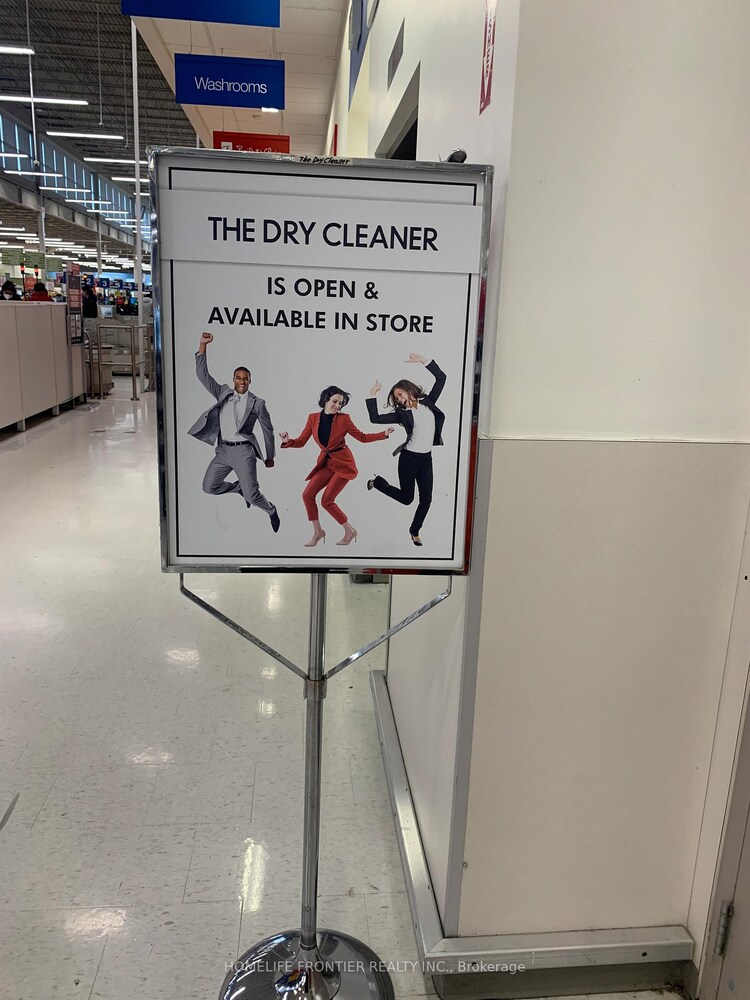 Washrooms
The Dry Cleaner
THE DRY CLEANER
IS OPEN &
AVAILABLE IN STORE
HOMELIFE FRONTIER REALTY INC., Brokerage